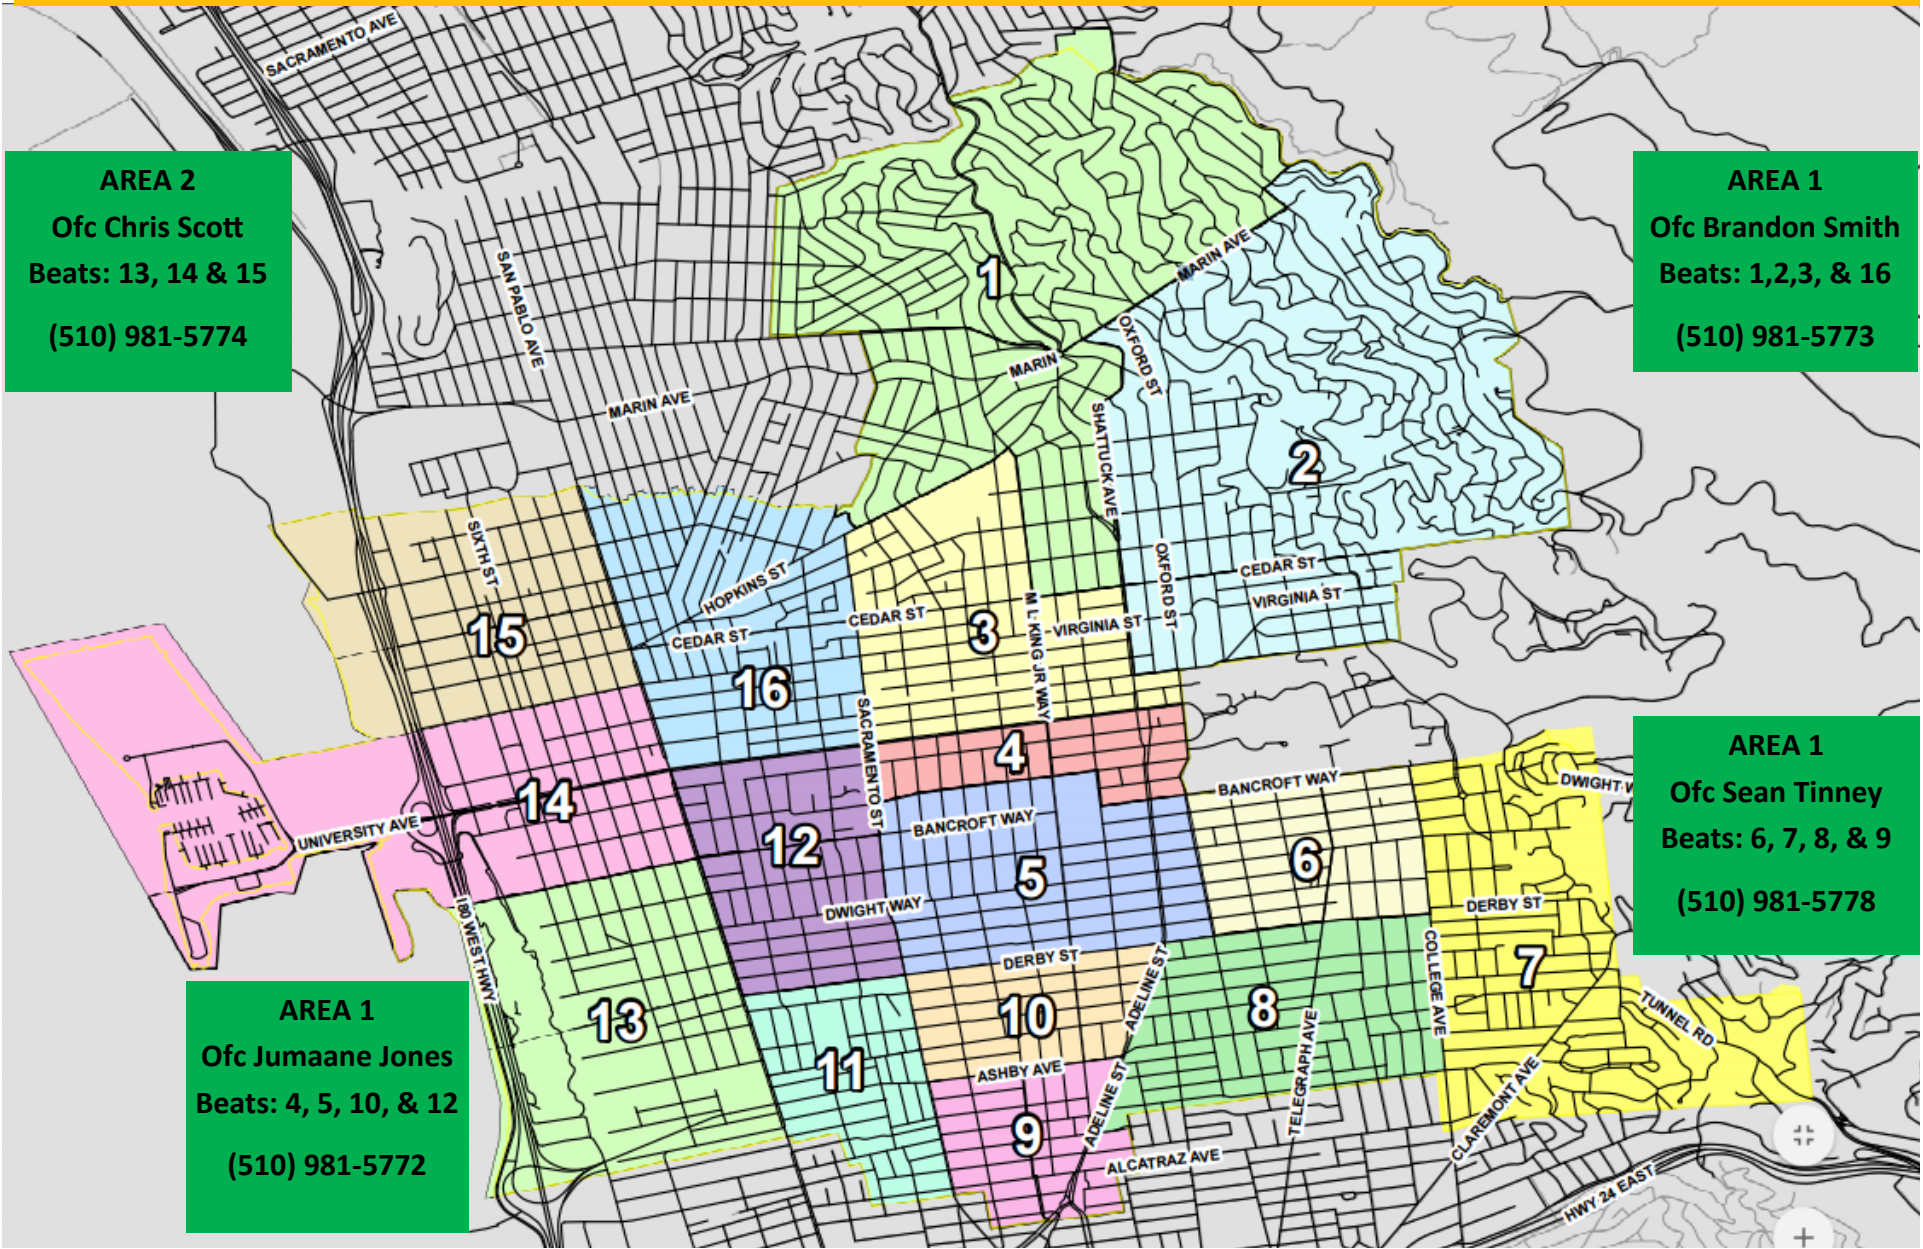 SACRAMENTO AVE
AREA 2
Ofc Chris Scott
Beats: 13, 14 & 15
(510) 981-5774
AREA 1
Ofc Brandon Smith
Beats: 1,2,3, & 16
(510) 981-5773
SAN PABLO AVE
1
MARIN AVE
OXFORD ST
MARIN
MARIN AVE
SHATTUCK AVE
2
SIXTH ST
HOPKINS ST
OXFORD ST
CEDAR ST
VIRGINIA ST
15
CEDAR ST
CEDAR ST
3
M L KING JR WAY
VIRGINIA ST
16
SACRAMENTO ST
4
AREA 1
Ofc Sean Tinney
Beats: 6, 7, 8, & 9
(510) 981-5778
BANCROFT WAY
DWIGHT W
14
UNIVERSITY AVE
BANCROFT WAY
12
5
6
DWIGHT WAY
DERBY ST
I80 WEST HWY
DERBY ST
COLLEGE AVE
7
ADELINE ST
13
10
8
TUNNEL RD
AREA 1
Ofc Jumaane Jones
Beats: 4, 5, 10, & 12
(510) 981-5772
11
ASHBY AVE
TELEGRAPH AVE
ADELINE ST
CLAREMONT AVE
9
ALCATRAZ AVE
HWY 24 EAST
+